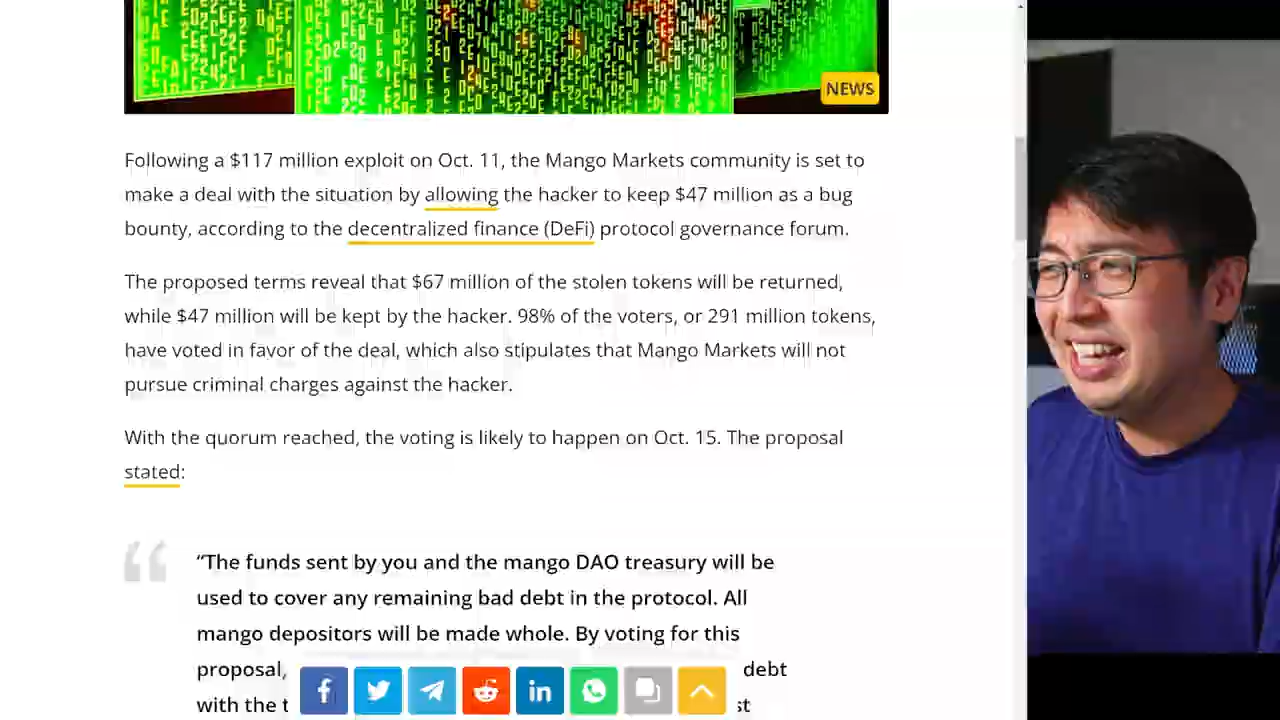 NEWS
Following a $117 million exploit on Oct. 11, the Mango Markets community is set to
make a deal with the situation by allowing the hacker to keep $47 million as a bug
bounty, according to the decentralized finance (DeFi) protocol governance forum.
The proposed terms reveal that $67 million of the stolen tokens will be returned,
while $47 million will be kept by the hacker. 98% of the voters, or 291 million tokens,
have voted in favor of the deal, which also stipulates that Mango Markets will not
pursue criminal charges against the hacker.
With the quorum reached, the voting is likely to happen on Oct. 15. The proposal
stated:
“The funds sent by you and the mango DAO treasury will be
used to cover any remaining bad debt in the protocol. All
mango depositors will be made whole. By voting for this
proposal, debt
with the t st